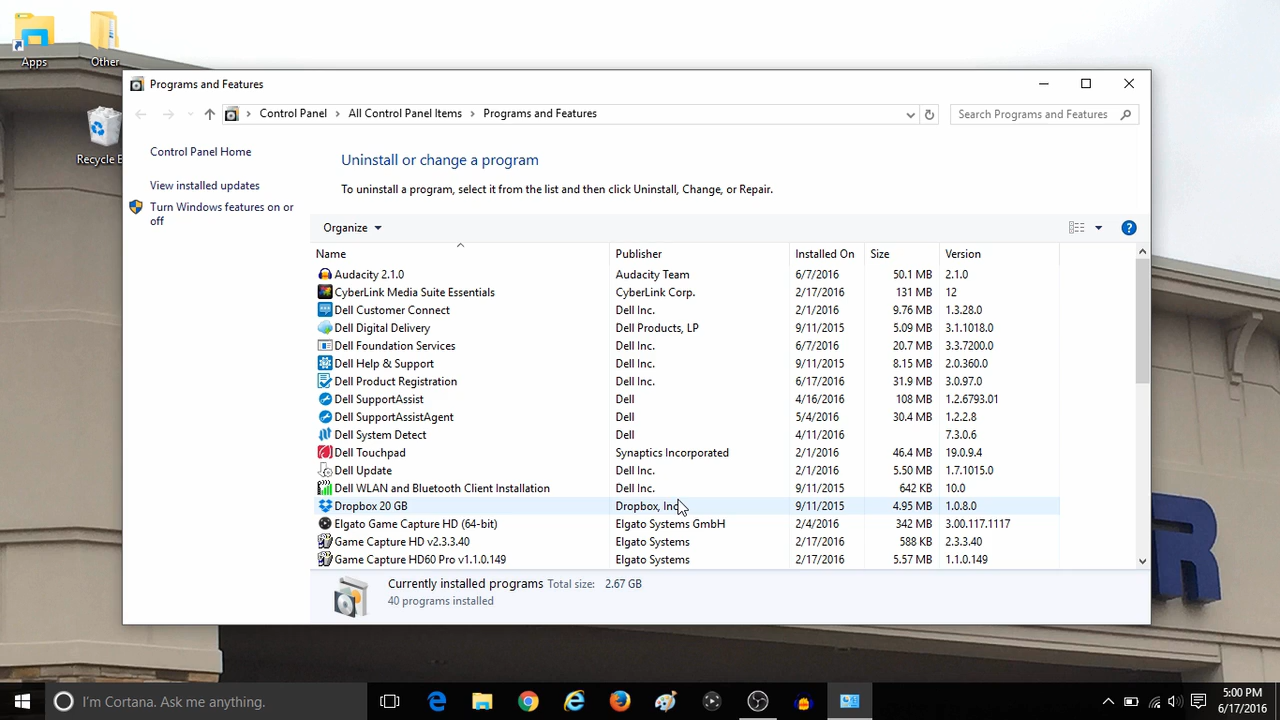 Apps
Other
Recycle B
Programs and Features
Control Panel > All Control Panel Items > Programs and Features
Search Programs and Features
Control Panel Home
View installed updates
Turn Windows features on or
off
Uninstall or change a program
To uninstall a program, select it from the list and then click Uninstall, Change, or Repair.
Organize
Name Publisher Installed On Size Version
Audacity 2.1.0 Audacity Team 6/7/2016 50.1 MB 2.1.0
CyberLink Media Suite Essentials CyberLink Corp. 2/17/2016 131 MB 12
Dell Customer Connect Dell Inc. 2/1/2016 9.76 MB 1.3.28.0
Dell Digital Delivery Dell Products, LP 9/11/2015 5.09 MB 3.1.1018.0
Dell Foundation Services Dell Inc. 6/7/2016 20.7 MB 3.3.7200.0
Dell Help & Support Dell Inc. 9/11/2015 8.15 MB 2.0.360.0
Dell Product Registration Dell Inc. 6/17/2016 31.9 MB 3.0.97.0
Dell SupportAssist Dell 4/16/2016 108 MB 1.2.6793.01
Dell SupportAssistAgent Dell 5/4/2016 30.4 MB 1.2.2.8
Dell System Detect Dell 4/11/2016 7.3.0.6
Dell Touchpad Synaptics Incorporated 2/1/2016 46.4 MB 19.0.9.4
Dell Update Dell Inc. 2/1/2016 5.50 MB 1.7.1015.0
Dell WLAN and Bluetooth Client Installation Dell Inc. 9/11/2015 642 KB 10.0
Dropbox 20 GB Dropbox, Inc. 9/11/2015 4.95 MB 1.0.8.0
Elgato Game Capture HD (64-bit) Elgato Systems GmbH 2/4/2016 342 MB 3.00.117.1117
Game Capture HD v2.3.3.40 Elgato Systems 2/17/2016 588 KB 2.3.3.40
Game Capture HD60 Pro v1.1.0.149 Elgato Systems 2/17/2016 5.57 MB 1.1.0.149
Currently installed programs Total size: 2.67 GB
40 programs installed
R
I'm Cortana. Ask me anything.
5:00 PM
6/17/2016